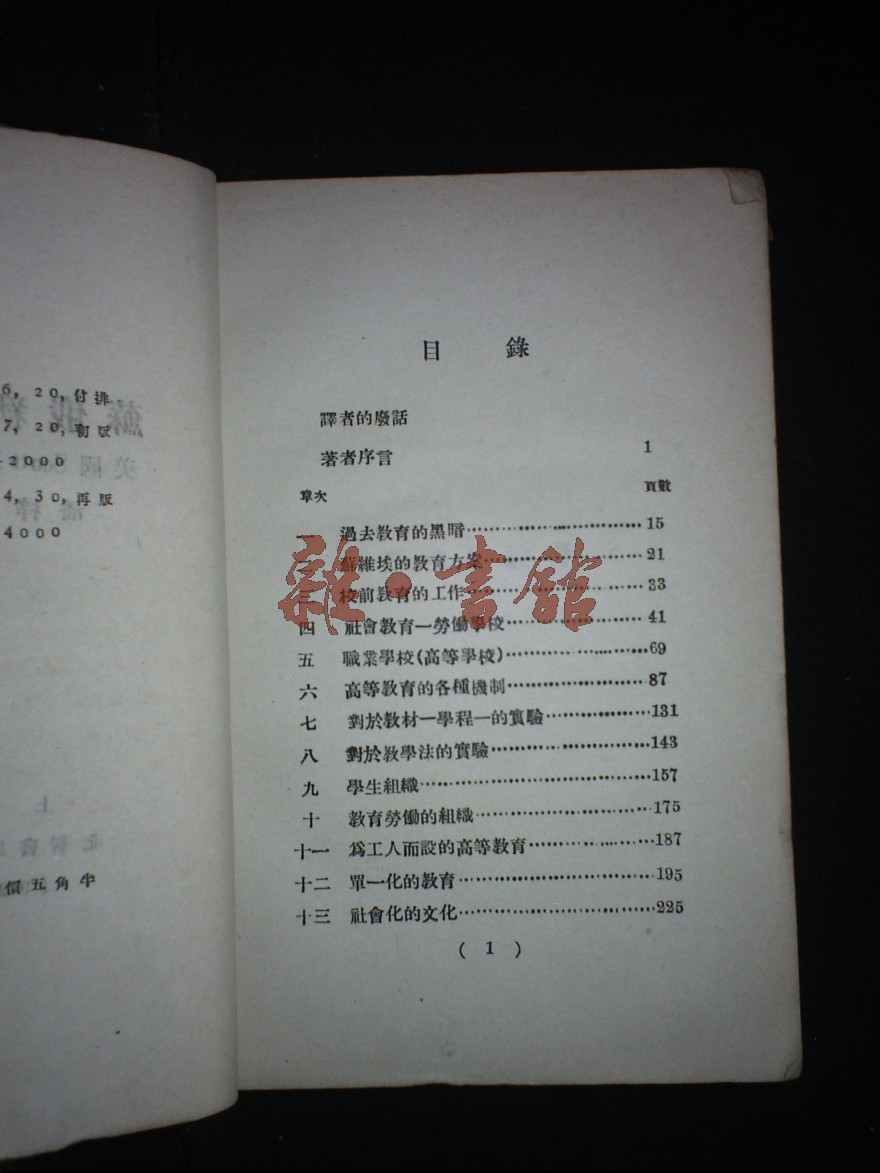 6, 20, 付排
7, 20, 初版
2000
4, 30, 再版
4000
價五角半
目 錄
譯者的廢話
著者序言 1
章次 頁數
一 過去教育的黑暗 15
二 蘇維埃的教育方案 21
三 校前教育的工作 33
四 社會教育—勞働學校 41
五 職業學校(高等學校) 69
六 高等教育的各種機制 87
七 對於教材—學程—的實驗 131
八 對於教學法的實驗 143
九 學生組織 157
十 教育勞働的組織 175
十一 爲工人而設的高等教育 187
十二 單一化的教育 195
十三 社會化的文化 225
( 1 )
雜·書館